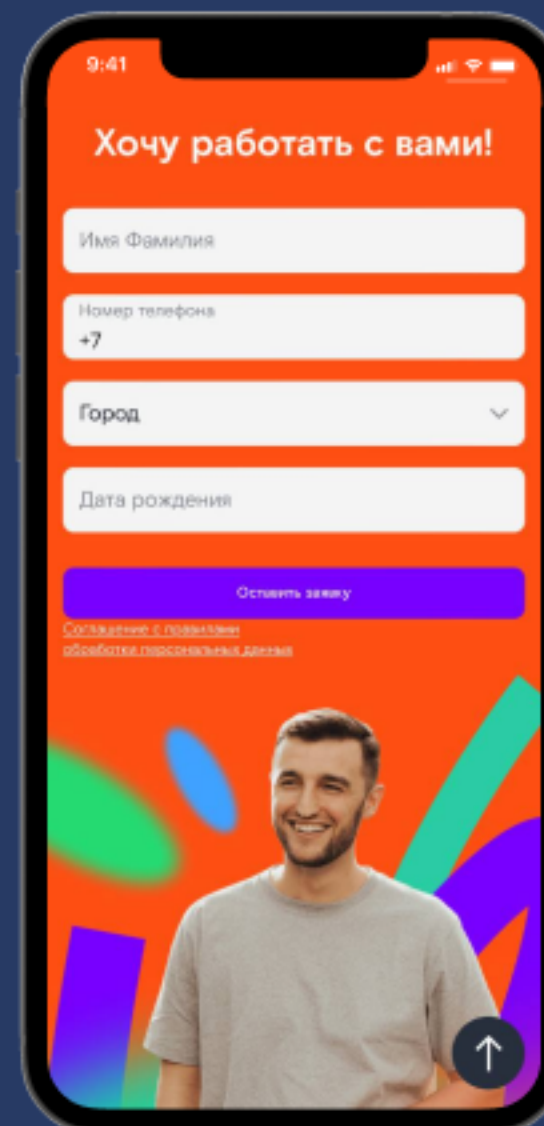 9:41
Хочу работать с вами!
Имя Фамилия
Номер телефона
+7
Город
Дата рождения
Оставить заявку
Соглашение с правилами
обработки персональных данных